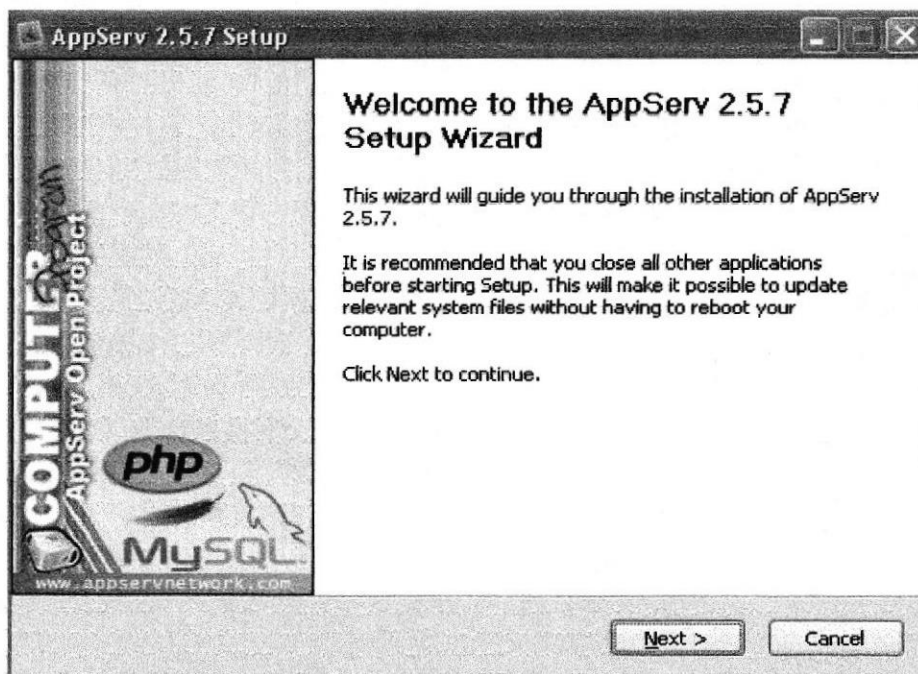 AppServ 2.5.7 Setup
Welcome to the AppServ 2.5.7
Setup Wizard
This wizard will guide you through the installation of AppServ
2.5.7.
It is recommended that you close all other applications
before starting Setup. This will make it possible to update
relevant system files without having to reboot your
computer.
Click Next to continue.
COMPUTER
Program
AppServ Open Project
php
MySQL
www.appservnetwork.com
Next >
Cancel